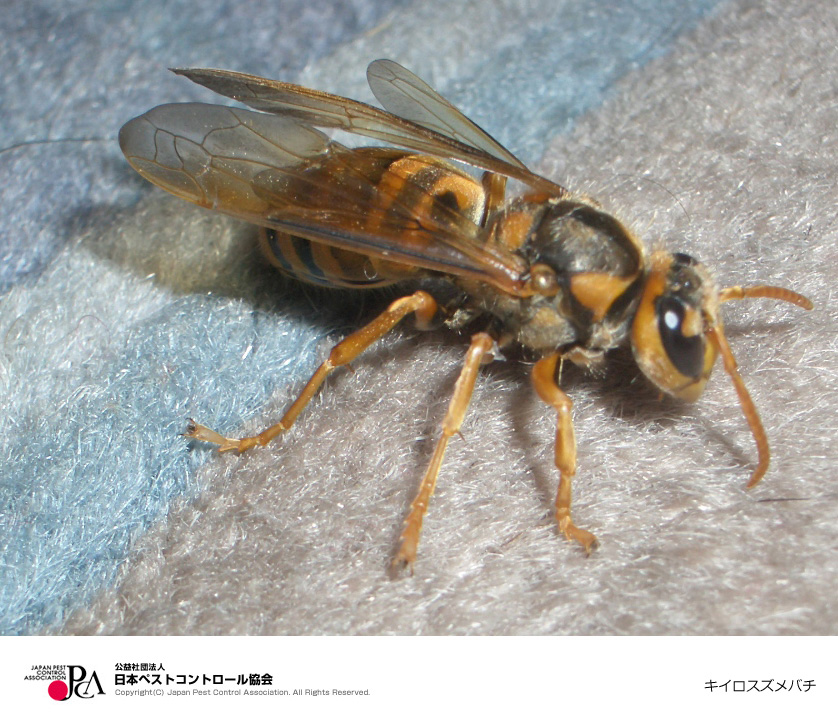 JAPAN PEST
CONTROL
ASSOCIATION
JPCA
公益社団法人
日本ペストコントロール協会
Copyright(C) Japan Pest Control Association. All Rights Reserved.
キイロスズメバチ